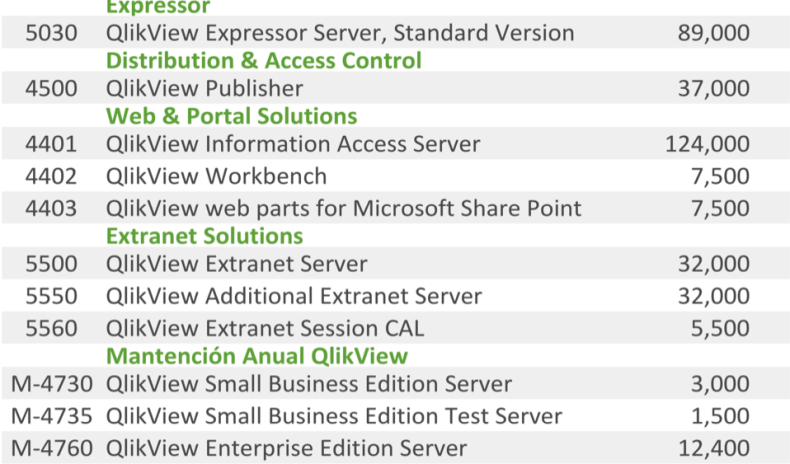 Expressor
5030 QlikView Expressor Server, Standard Version 89,000
Distribution & Access Control
4500 QlikView Publisher 37,000
Web & Portal Solutions
4401 QlikView Information Access Server 124,000
4402 QlikView Workbench 7,500
4403 QlikView web parts for Microsoft Share Point 7,500
Extranet Solutions
5500 QlikView Extranet Server 32,000
5550 QlikView Additional Extranet Server 32,000
5560 QlikView Extranet Session CAL 5,500
Mantención Anual QlikView
M-4730 QlikView Small Business Edition Server 3,000
M-4735 QlikView Small Business Edition Test Server 1,500
M-4760 QlikView Enterprise Edition Server 12,400